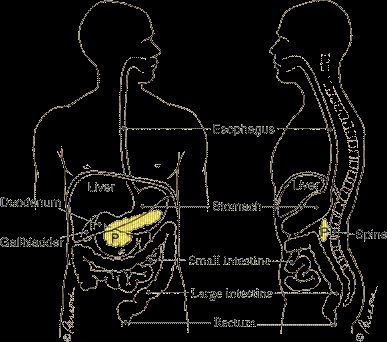 Esophagus
Liver
Liver
Duodenum
Stomach
Gallbladder
P
P
Spine
Small Intestine
Large Intestine
Rectum